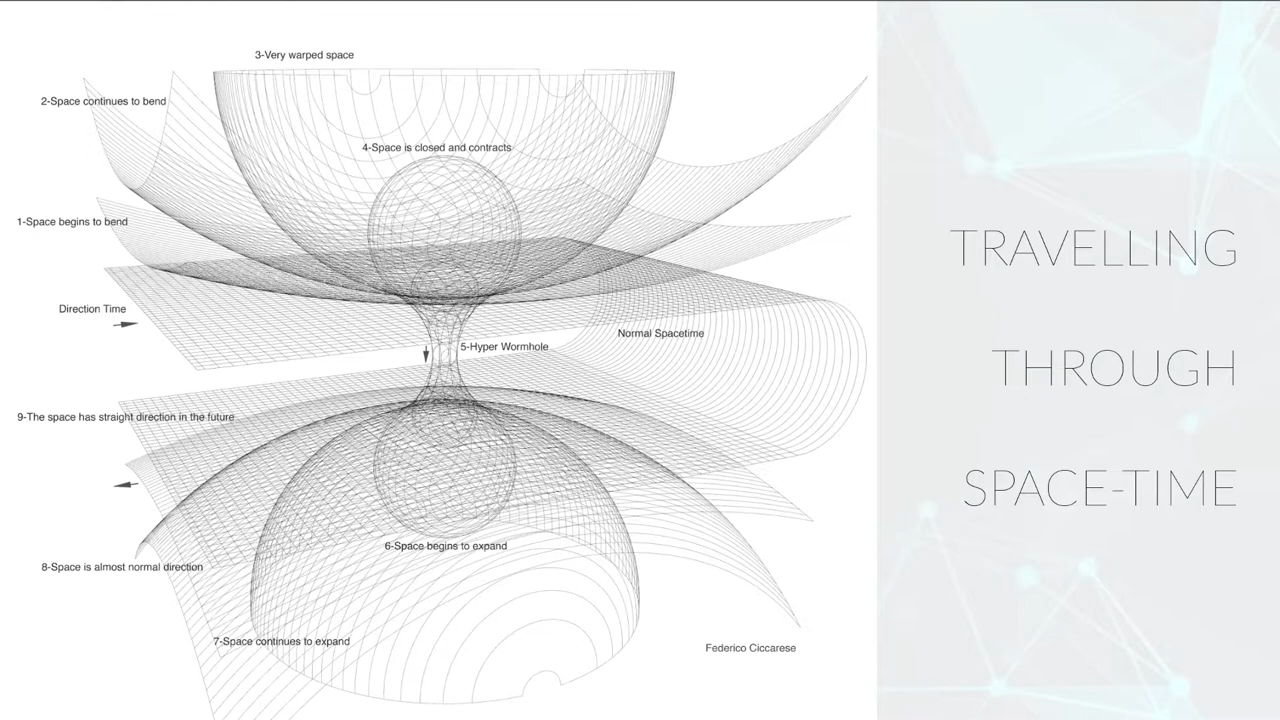 3-Very warped space
2-Space continues to bend
4-Space is closed and contracts
1-Space begins to bend
Direction Time
Normal Spacetime
5-Hyper Wormhole
9-The space has straight direction in the future
6-Space begins to expand
8-Space is almost normal direction
7-Space continues to expand
Federico Ciccarese
TRAVELLING
THROUGH
SPACE-TIME